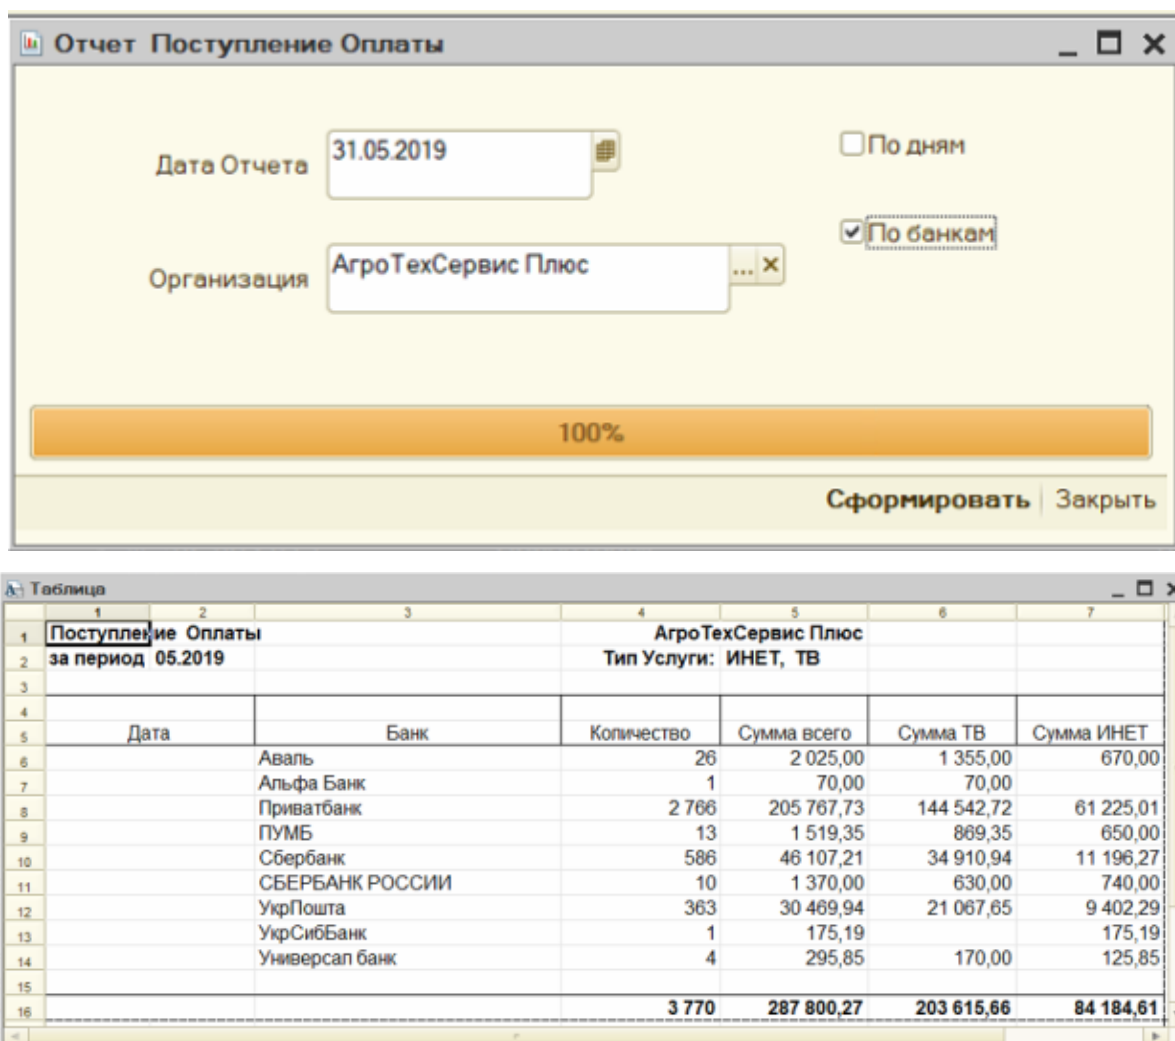 Отчет Поступление Оплаты
Дата Отчета 31.05.2019 По дням
По банкам
Организация АгроТехСервис Плюс ...
100%
Сформировать Закрыть
Таблица
1 2 3 4 5 6 7
1 Поступление Оплаты АгроТехСервис Плюс
2 за период 05.2019 Тип Услуги: ИНЕТ, ТВ
3
4
5 Дата Банк Количество Сумма всего Сумма ТВ Сумма ИНЕТ
6 Аваль 26 2 025,00 1 355,00 670,00
7 Альфа Банк 1 70,00 70,00
8 Приватбанк 2 766 205 767,73 144 542,72 61 225,01
9 ПУМБ 13 1 519,35 869,35 650,00
10 Сбербанк 586 46 107,21 34 910,94 11 196,27
11 СБЕРБАНК РОССИИ 10 1 370,00 630,00 740,00
12 УкрПошта 363 30 469,94 21 067,65 9 402,29
13 УкрСибБанк 1 175,19 175,19
14 Универсал банк 4 295,85 170,00 125,85
15
16 3 770 287 800,27 203 615,66 84 184,61